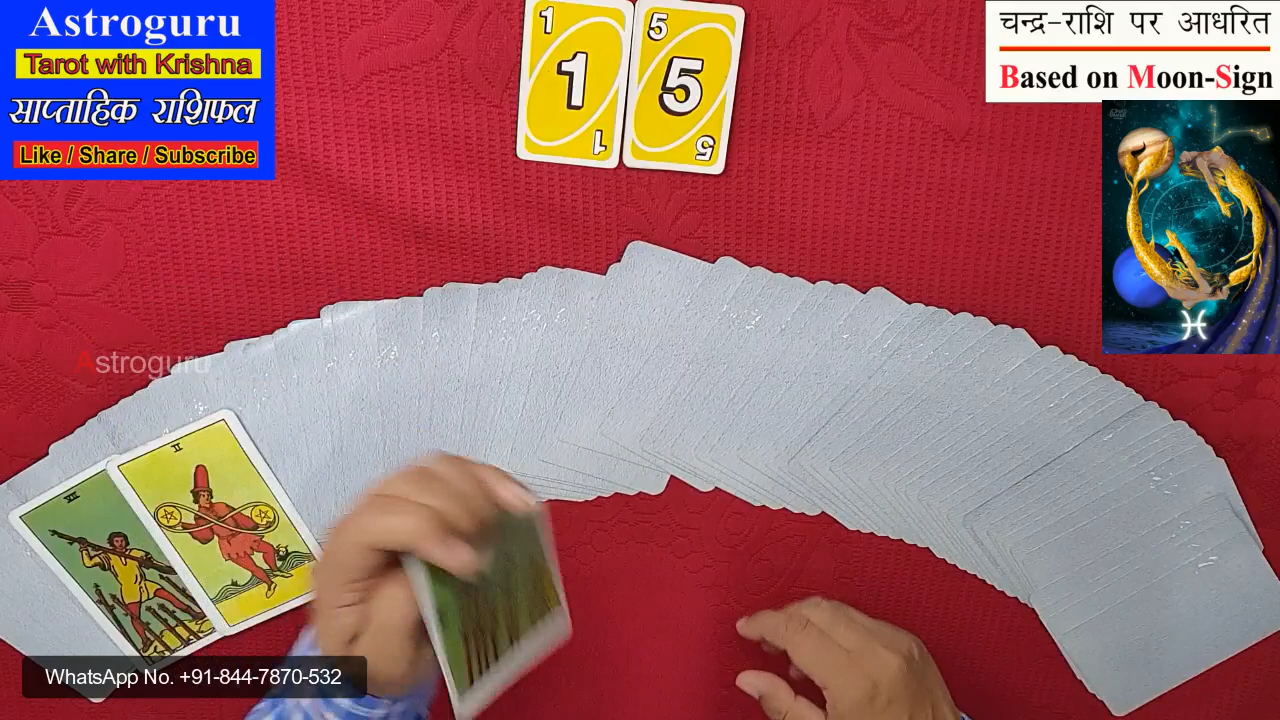 Astroguru
Tarot with Krishna
साप्ताहिक राशिफल
Like / Share / Subscribe
1
1
1
5
5
5
चन्द्र-राशि पर आधरित
Based on Moon-Sign
Astroguru
VII
II
WhatsApp No. +91-844-7870-532